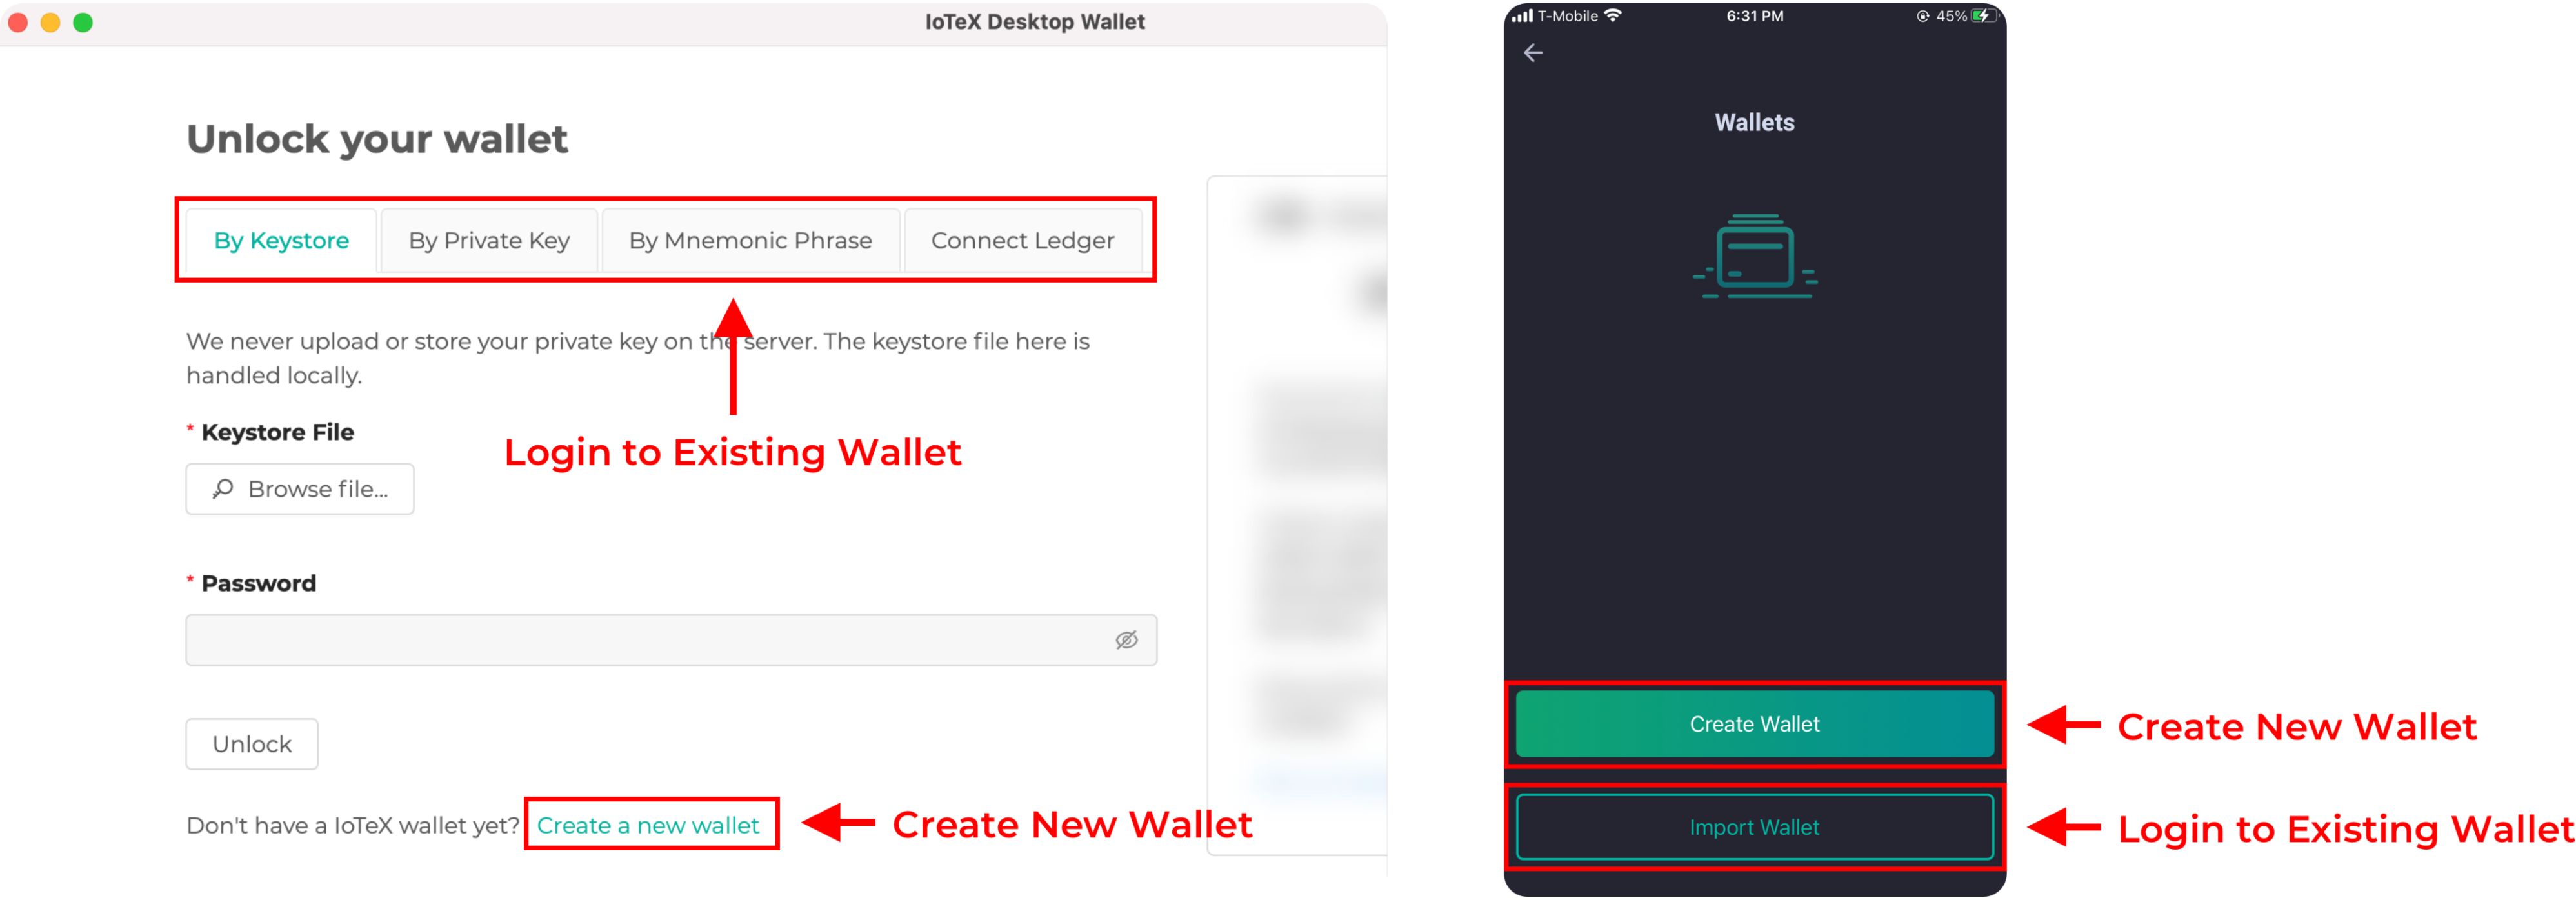 IoTeX Desktop Wallet
Unlock your wallet
By Keystore
By Private Key
By Mnemonic Phrase
Connect Ledger
We never upload or store your private key on the server. The keystore file here is
handled locally.
* Keystore File
Login to Existing Wallet
Browse file...
* Password
Unlock
Don't have a IoTeX wallet yet? Create a new wallet
Create New Wallet
T-Mobile
6:31 PM
45%
Wallets
Create Wallet
Create New Wallet
Import Wallet
Login to Existing Wallet